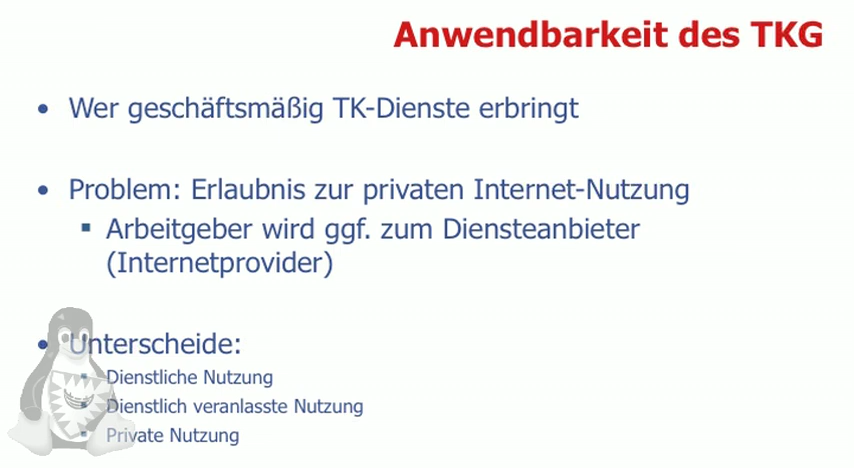 Anwendbarkeit des TKG
• Wer geschäftsmäßig TK-Dienste erbringt
• Problem: Erlaubnis zur privaten Internet-Nutzung
▪ Arbeitgeber wird ggf. zum Diensteanbieter
(Internetprovider)
• Unterscheide:
▪ Dienstliche Nutzung
▪ Dienstlich veranlasste Nutzung
▪ Private Nutzung